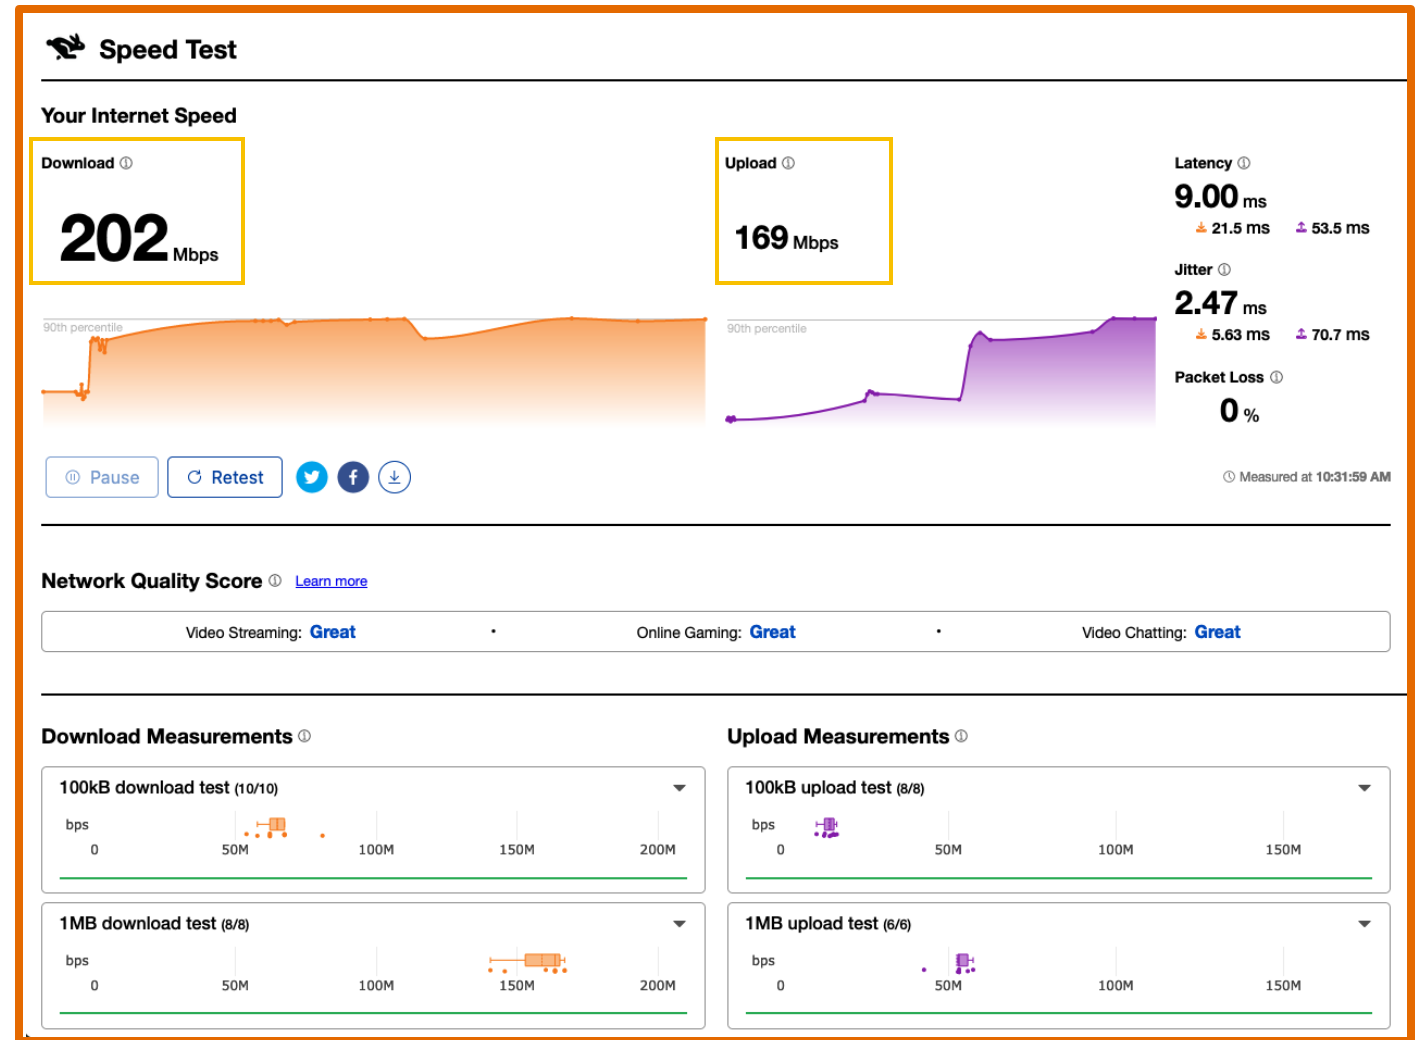 Speed Test
Your Internet Speed
Download
202 Mbps
90th percentile
Upload
169 Mbps
90th percentile
Latency
9.00 ms
21.5 ms 53.5 ms
Jitter
2.47 ms
5.63 ms 70.7 ms
Packet Loss
0 %
Pause Retest
Measured at 10:31:59 AM
Network Quality Score Learn more
Video Streaming: Great · Online Gaming: Great · Video Chatting: Great
Download Measurements
100kB download test (10/10)
bps
0 50M 100M 150M 200M
1MB download test (8/8)
bps
0 50M 100M 150M 200M
Upload Measurements
100kB upload test (8/8)
bps
0 50M 100M 150M
1MB upload test (6/6)
bps
0 50M 100M 150M